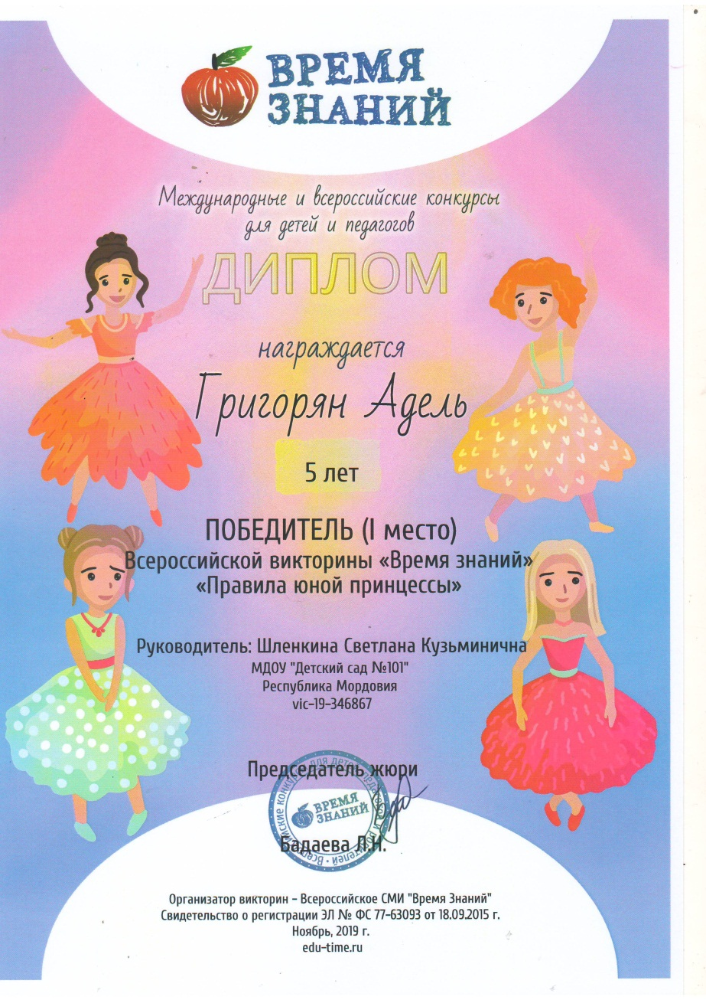 ВРЕМЯ
ЗНАНИЙ
Международные и всероссийские конкурсы
для детей и педагогов
ДИПЛОМ
награждается
Григорян Адель
5 лет
ПОБЕДИТЕЛЬ (I место)
Всероссийской викторины «Время знаний»
«Правила юной принцессы»
Руководитель: Шленкина Светлана Кузьминична
МДОУ "Детский сад №101"
Республика Мордовия
vic-19-346867
Председатель жюри
ВРЕМЯ
ЗНАНИЙ
Бадаева Л.Н.
Организатор викторин - Всероссийское СМИ "Время Знаний"
Свидетельство о регистрации ЭЛ № ФС 77-63093 от 18.09.2015 г.
Ноябрь, 2019 г.
edu-time.ru